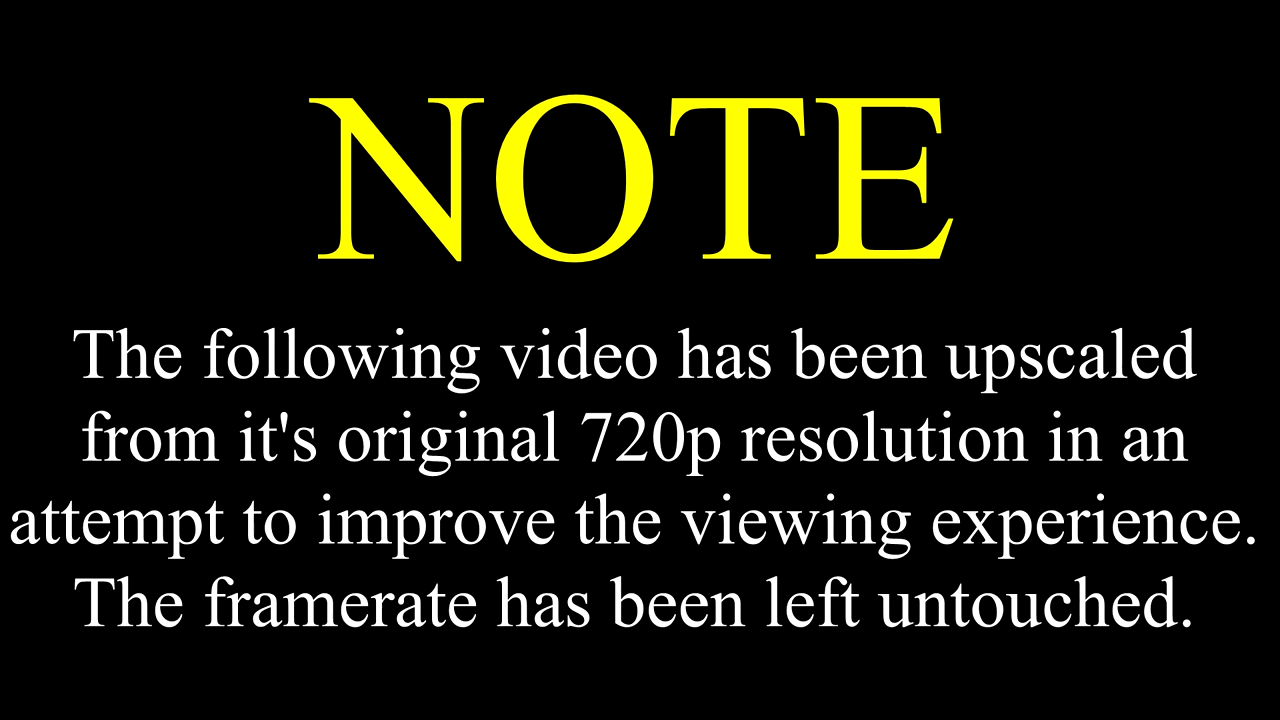 NOTE
The following video has been upscaled
from it's original 720p resolution in an
attempt to improve the viewing experience.
The framerate has been left untouched.